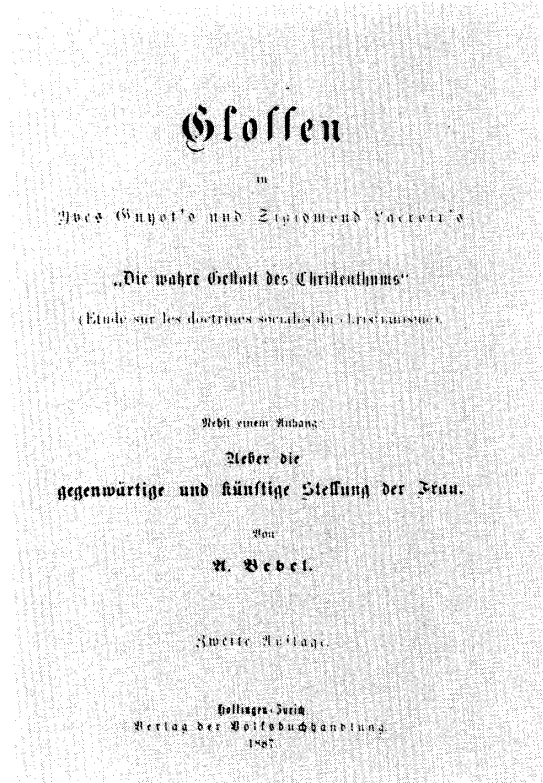 Glossen
zu
Yves Guyot's und Sigismond Lacroix's
„Die wahre Gestalt des Christenthums“
(Etude sur les doctrines sociales du christianisme).
Nebst einem Anhang
Ueber die
gegenwärtige und künftige Stellung der Frau.
Von
A. Bebel.
Zweite Auflage.
Hottingen-Zürich
Verlag der Volksbuchhandlung
1887